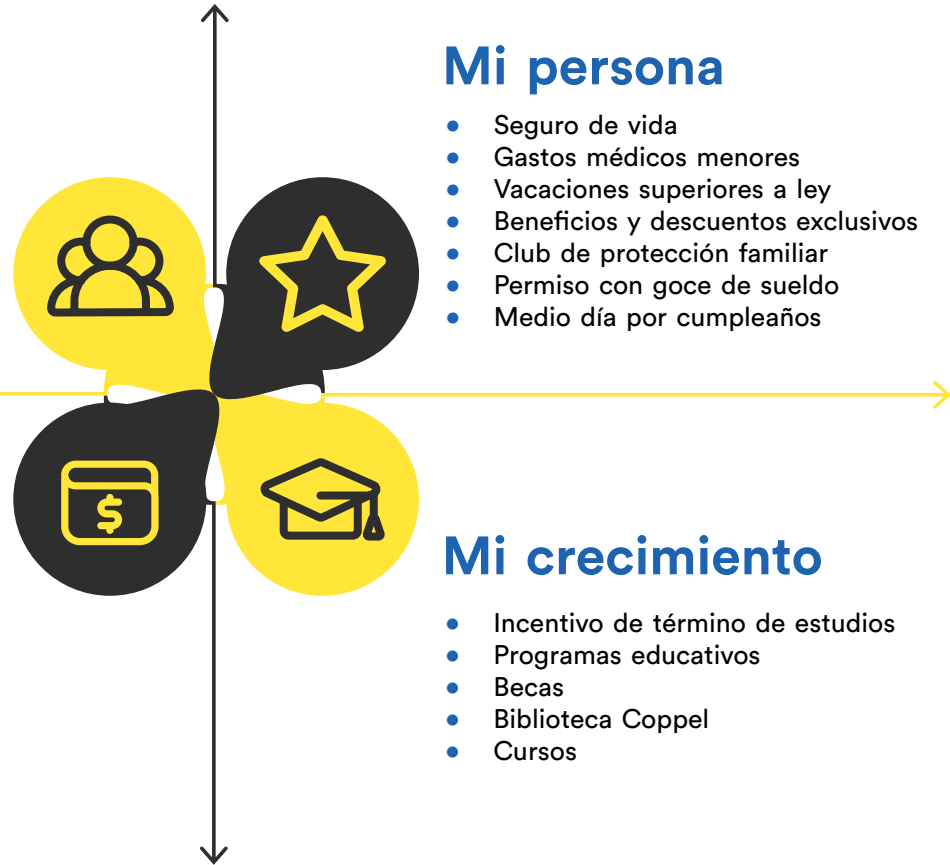 Mi persona
• Seguro de vida
• Gastos médicos menores
• Vacaciones superiores a ley
• Beneficios y descuentos exclusivos
• Club de protección familiar
• Permiso con goce de sueldo
• Medio día por cumpleaños
$
Mi crecimiento
• Incentivo de término de estudios
• Programas educativos
• Becas
• Biblioteca Coppel
• Cursos